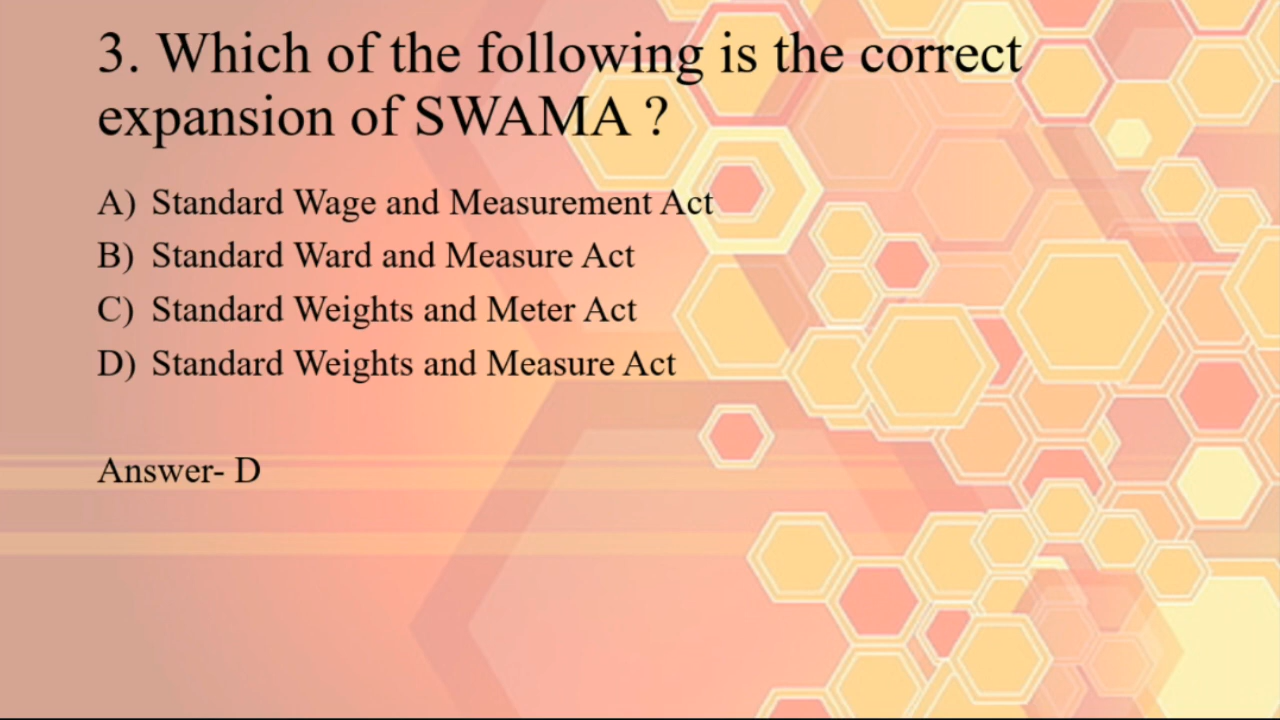 3. Which of the following is the correct
expansion of SWAMA ?
A) Standard Wage and Measurement Act
B) Standard Ward and Measure Act
C) Standard Weights and Meter Act
D) Standard Weights and Measure Act
Answer- D